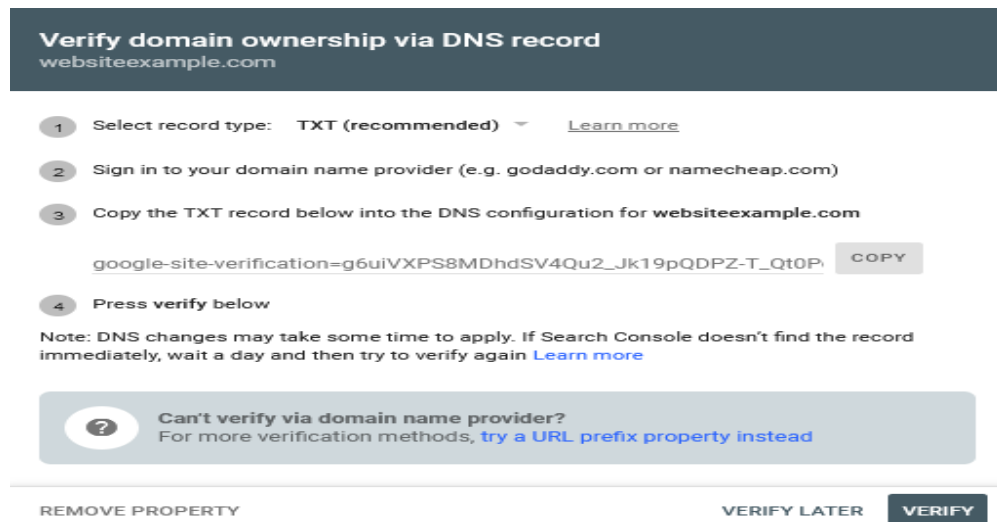 Verify domain ownership via DNS record
websiteexample.com
1 Select record type: TXT (recommended) Learn more
2 Sign in to your domain name provider (e.g. godaddy.com or namecheap.com)
3 Copy the TXT record below into the DNS configuration for websiteexample.com
google-site-verification=g6uiVXPS8MDhdSV4Qu2_Jk19pQDPZ-T_Qt0P COPY
4 Press verify below
Note: DNS changes may take some time to apply. If Search Console doesn't find the record
immediately, wait a day and then try to verify again Learn more
? Can't verify via domain name provider?
For more verification methods, try a URL prefix property instead
REMOVE PROPERTY VERIFY LATER VERIFY